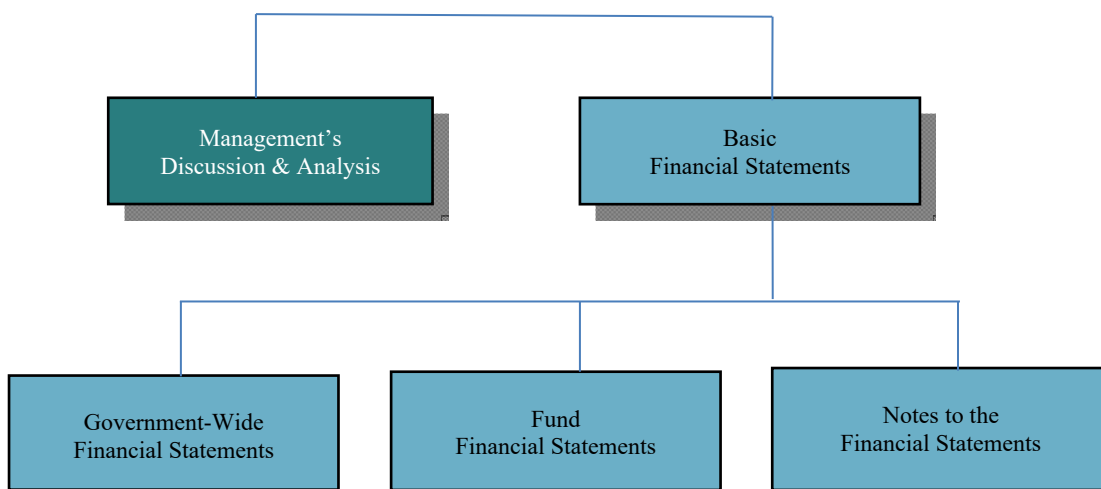 Management’s
Discussion & Analysis
Basic
Financial Statements
Government-Wide
Financial Statements
Fund
Financial Statements
Notes to the
Financial Statements